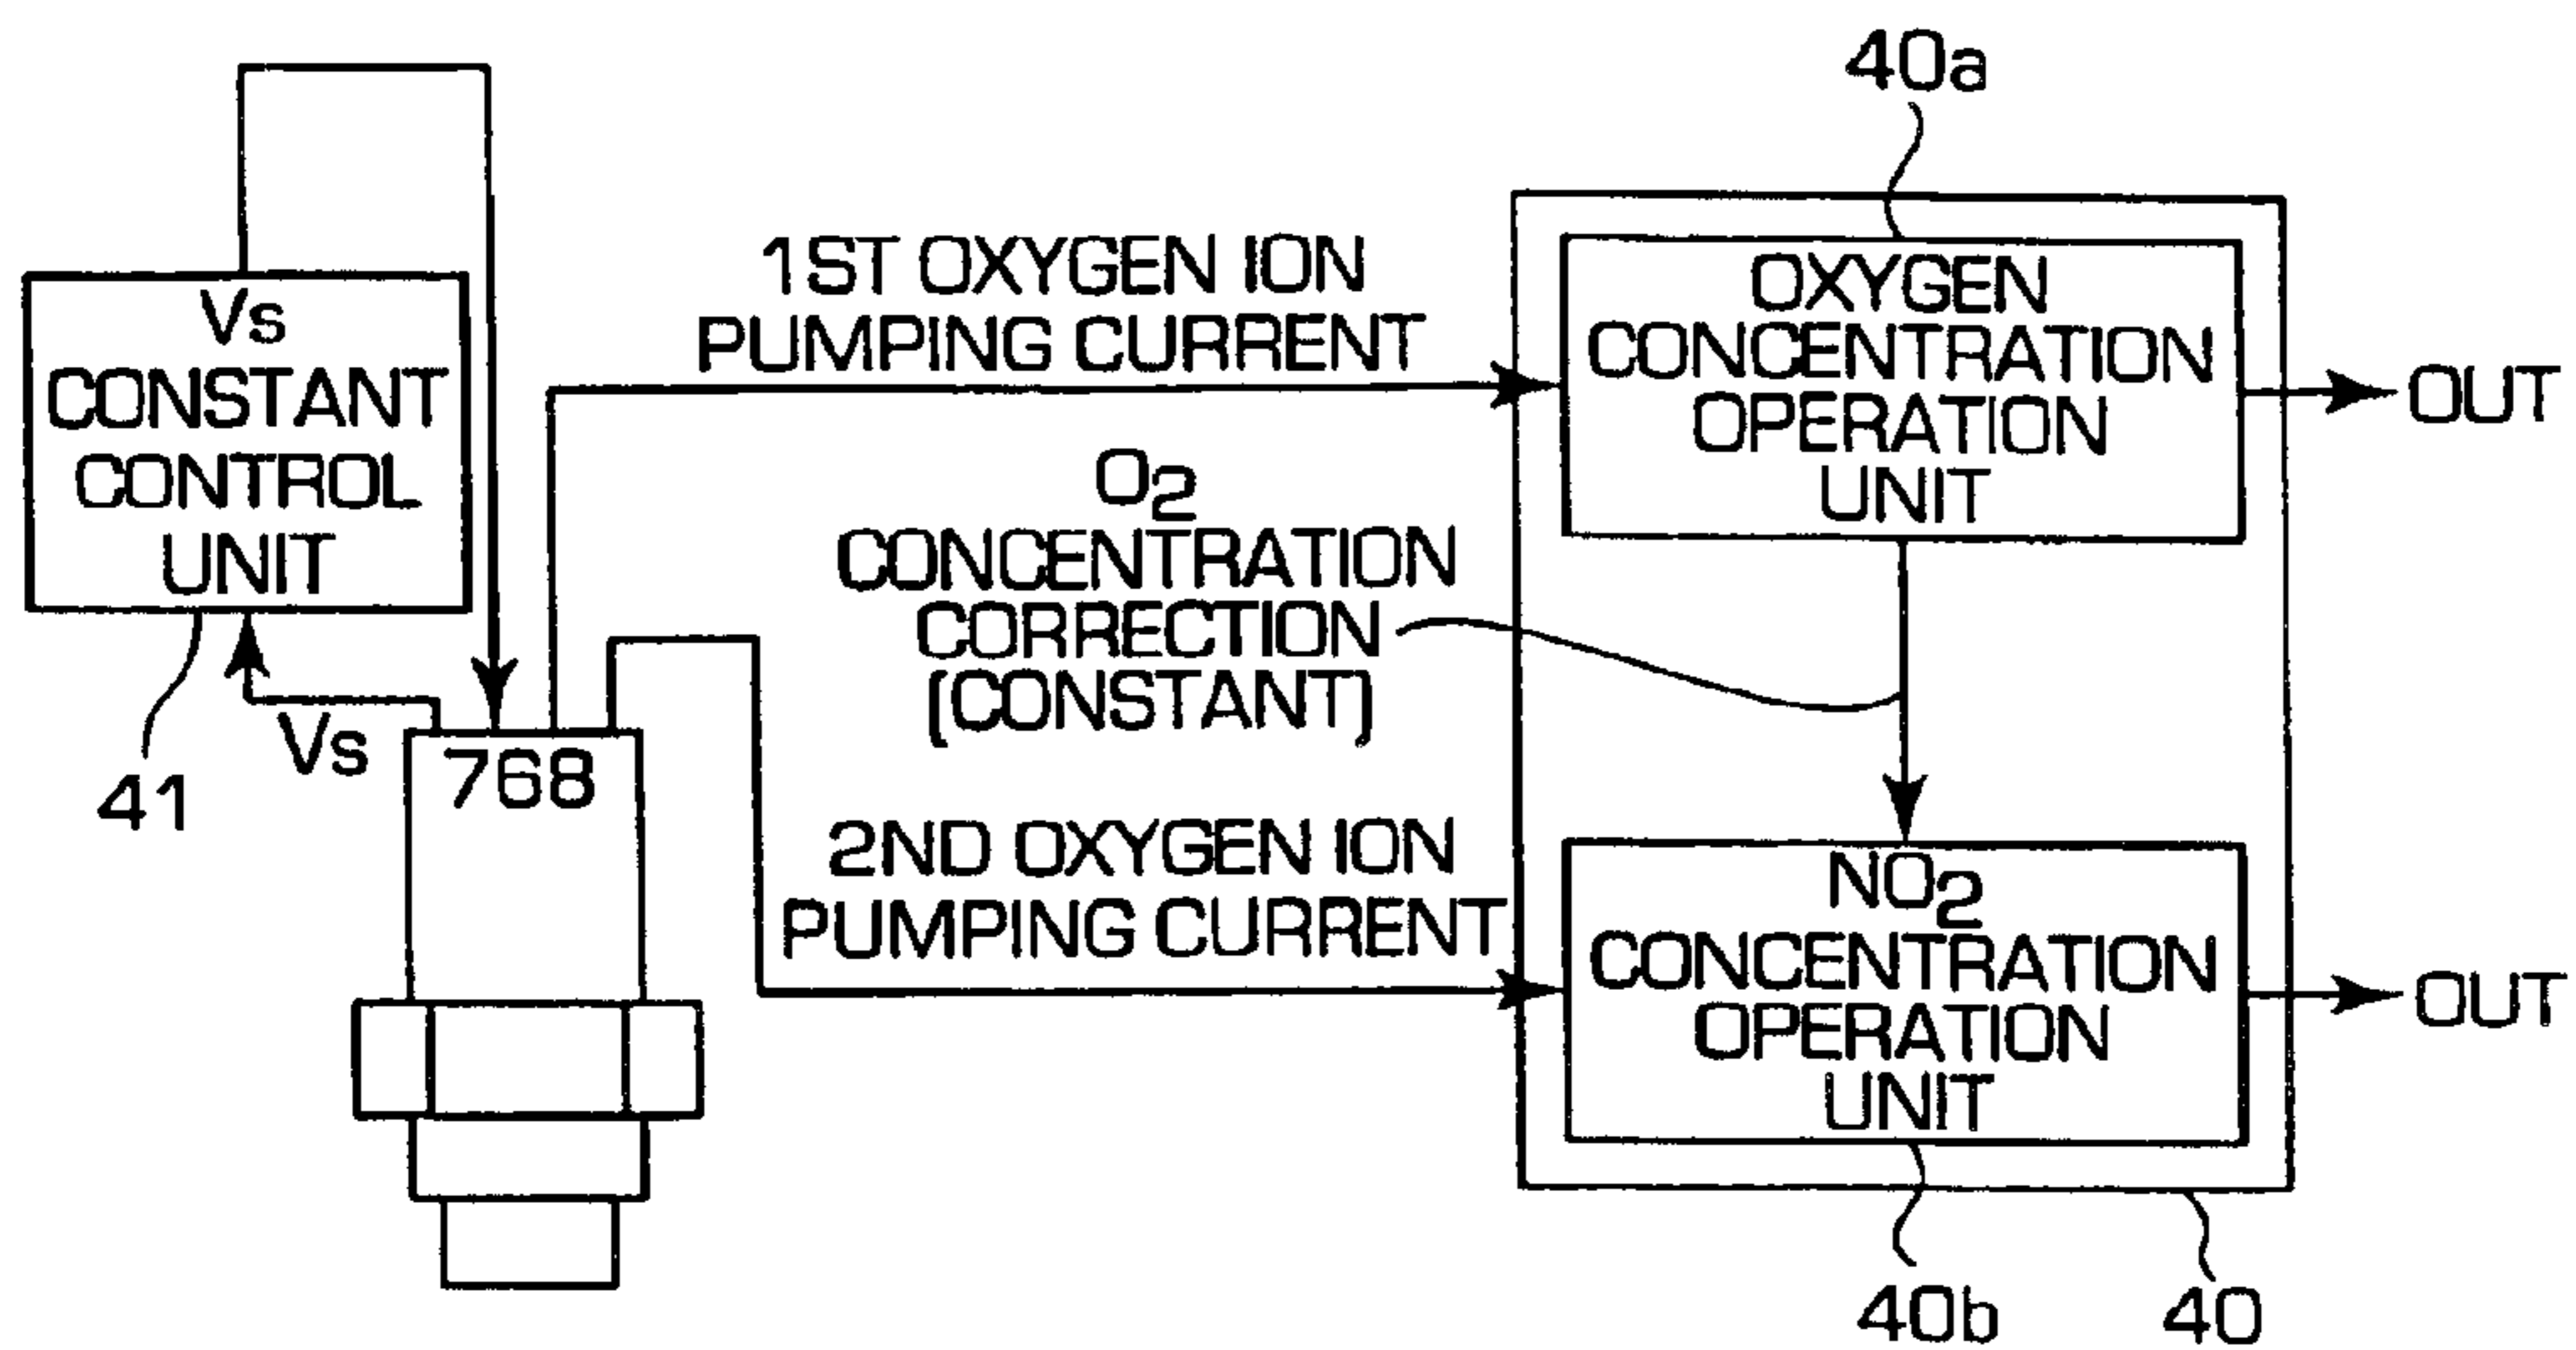 40a
Vs
CONSTANT
CONTROL
UNIT
41
Vs
768
1ST OXYGEN ION
PUMPING CURRENT
O2
CONCENTRATION
CORRECTION
(CONSTANT)
2ND OXYGEN ION
PUMPING CURRENT
OXYGEN
CONCENTRATION
OPERATION
UNIT
OUT
NO2
CONCENTRATION
OPERATION
UNIT
OUT
40b
40